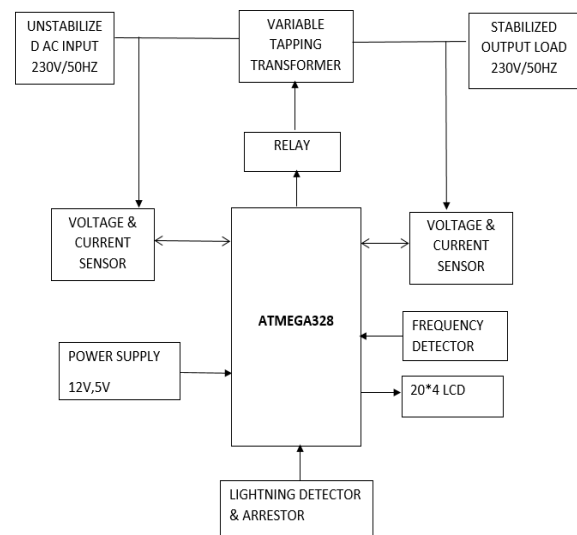 UNSTABILIZE
D AC INPUT
230V/50HZ
VARIABLE
TAPPING
TRANSFORMER
STABILIZED
OUTPUT LOAD
230V/50HZ
RELAY
VOLTAGE &
CURRENT
SENSOR
VOLTAGE &
CURRENT
SENSOR
ATMEGA328
FREQUENCY
DETECTOR
POWER SUPPLY
12V,5V
20*4 LCD
LIGHTNING DETECTOR
& ARRESTOR